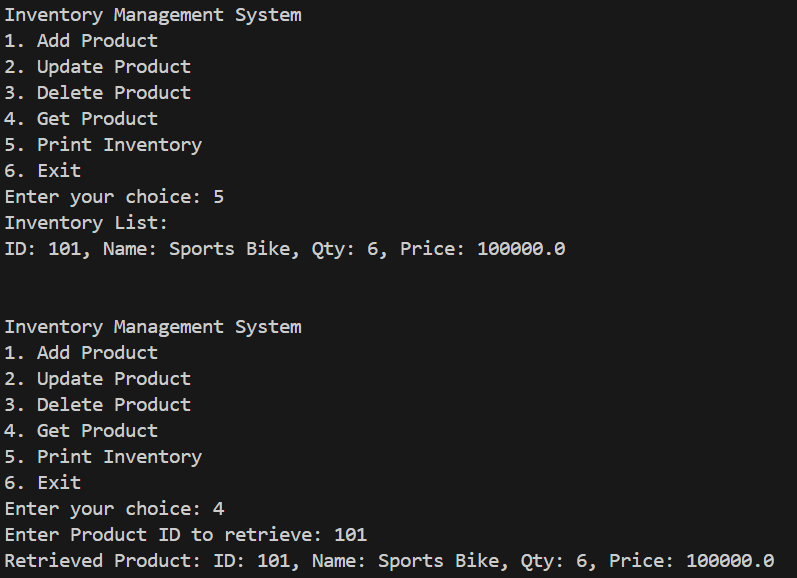 Inventory Management System
1. Add Product
2. Update Product
3. Delete Product
4. Get Product
5. Print Inventory
6. Exit
Enter your choice: 5
Inventory List:
ID: 101, Name: Sports Bike, Qty: 6, Price: 100000.0
Inventory Management System
1. Add Product
2. Update Product
3. Delete Product
4. Get Product
5. Print Inventory
6. Exit
Enter your choice: 4
Enter Product ID to retrieve: 101
Retrieved Product: ID: 101, Name: Sports Bike, Qty: 6, Price: 100000.0